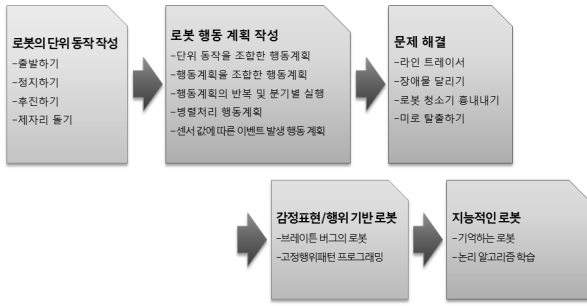 로봇의 단위 동작 작성
-출발하기
-정지하기
-후진하기
-제자리 돌기
로봇 행동 계획 작성
-단위 동작을 조합한 행동계획
-행동계획을 조합한 행동계획
-행동계획의 반복 및 분기별 실행
-병렬처리 행동계획
-센서 값에 따른 이벤트 발생 행동 계획
문제 해결
-라인 트레이서
-장애물 달리기
-로봇 청소기 흉내내기
-미로 탈출하기
감정표현/행위 기반 로봇
-브레이튼 버그의 로봇
-고정행위패턴 프로그래밍
지능적인 로봇
-기억하는 로봇
-논리 알고리즘 학습